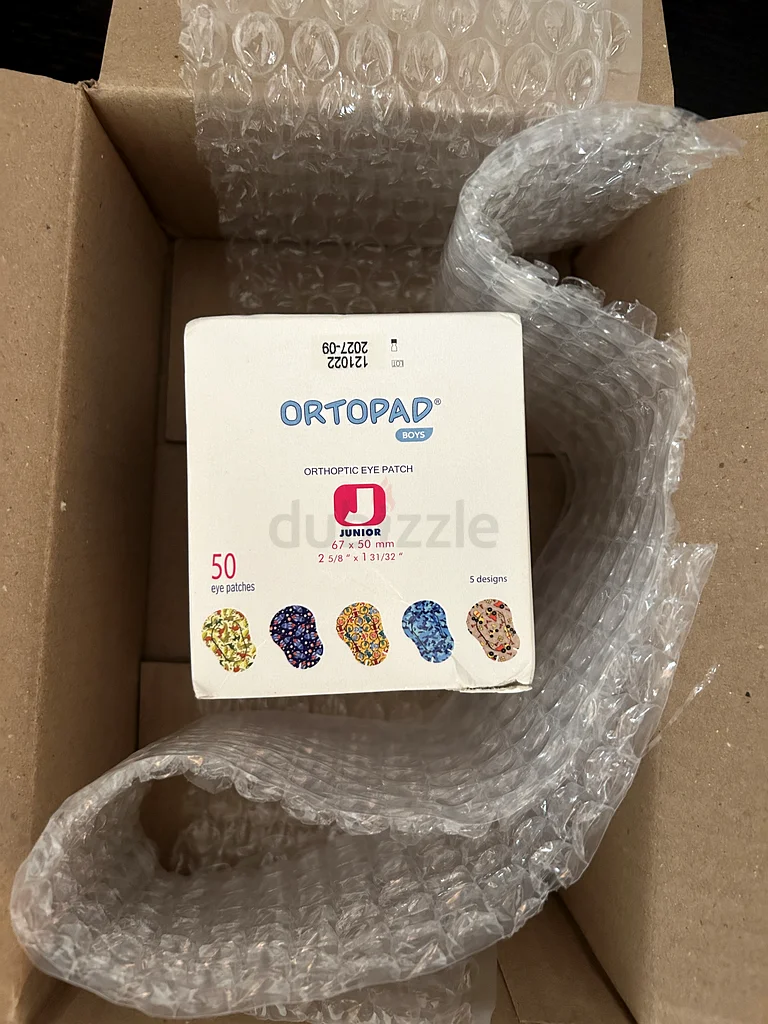 LOT
121022
2027-09
ORTOPAD®
BOYS
ORTHOPTIC EYE PATCH
J
JUNIOR
dubizzle
67 x 50 mm
2 5/8 " x 1 31/32 "
50
eye patches
5 designs